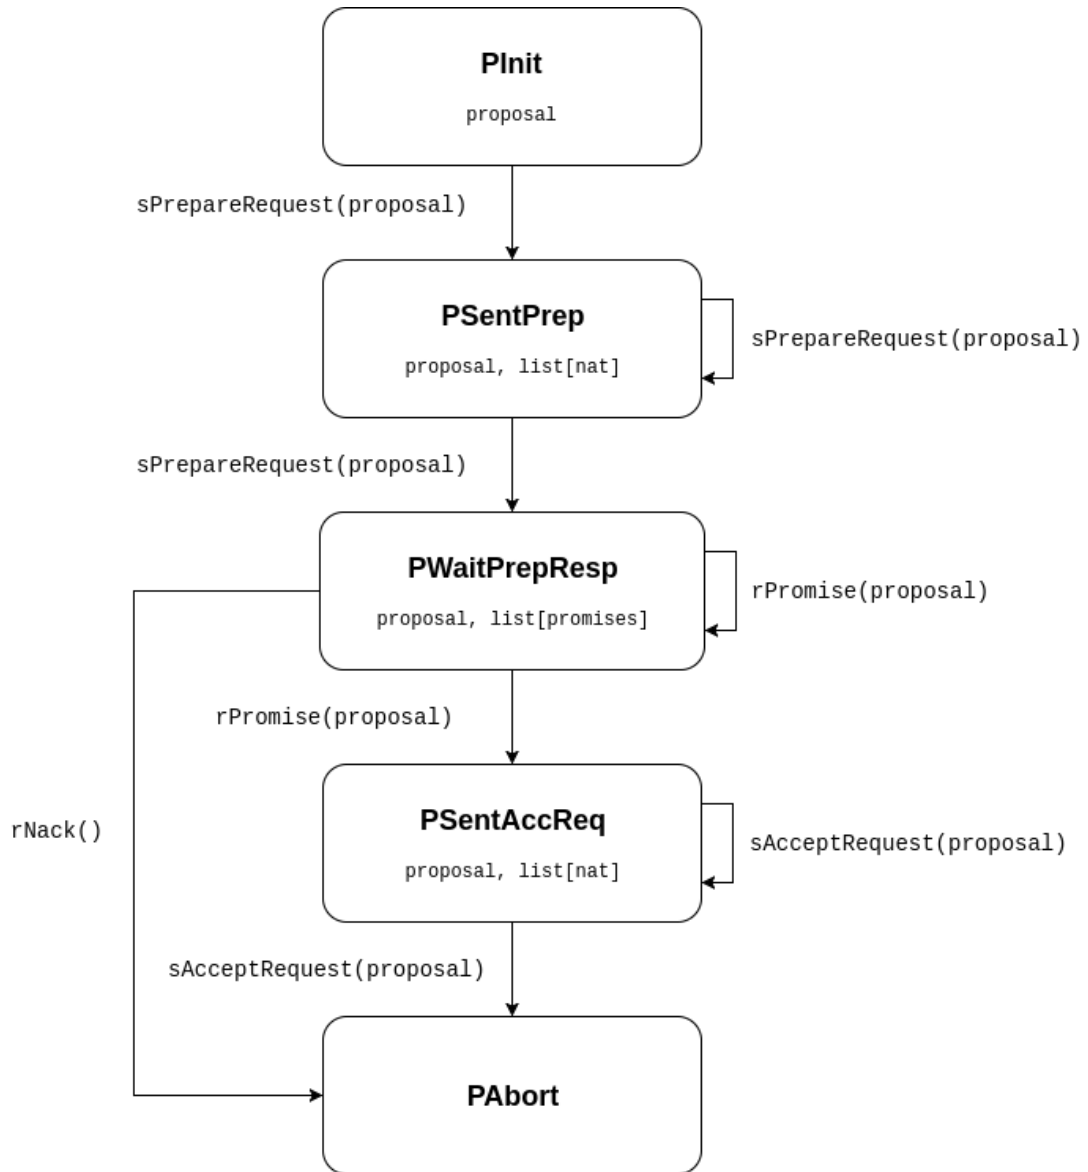 PInit
proposal
sPrepareRequest(proposal)
PSentPrep
proposal, list[nat]
sPrepareRequest(proposal)
sPrepareRequest(proposal)
PWaitPrepResp
proposal, list[promises]
rPromise(proposal)
rPromise(proposal)
rNack()
PSentAccReq
proposal, list[nat]
sAcceptRequest(proposal)
sAcceptRequest(proposal)
PAbort